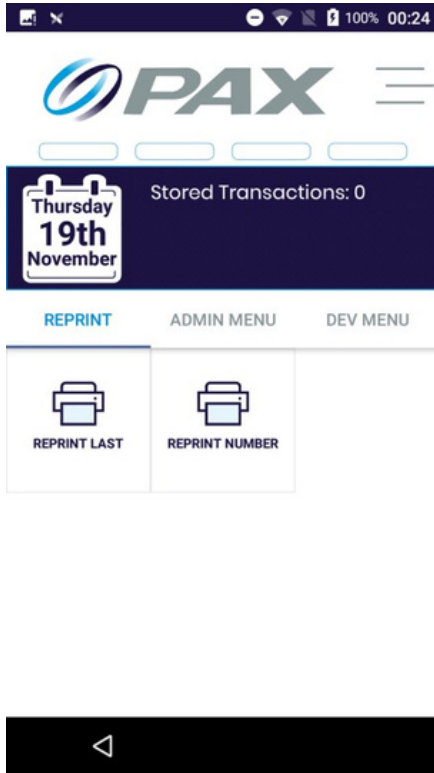 100% 00:24
PAX
Thursday
19th
November
Stored Transactions: 0
REPRINT ADMIN MENU DEV MENU
REPRINT LAST REPRINT NUMBER